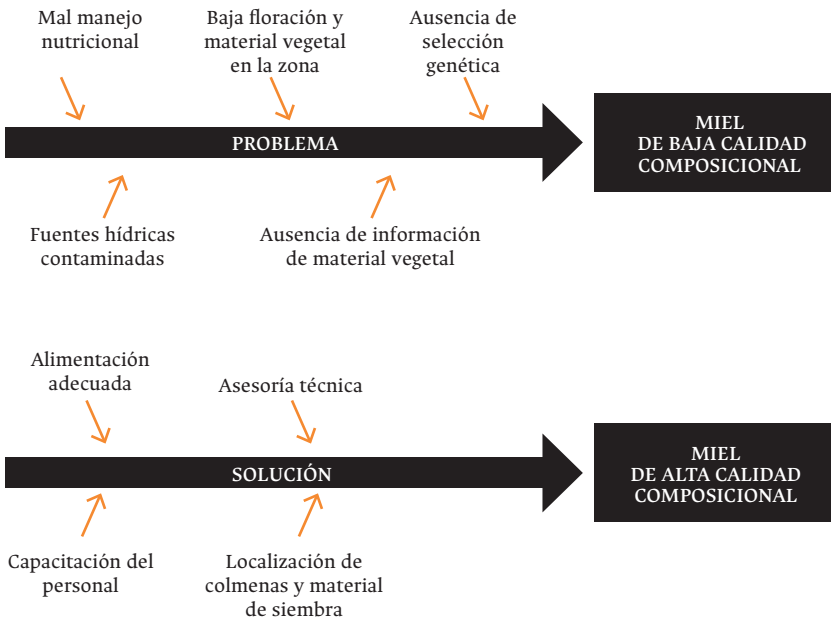 Mal manejo
nutricional
Baja floración y
material vegetal
en la zona
Ausencia de
selección
genética
PROBLEMA
MIEL
DE BAJA CALIDAD
COMPOSICIONAL
Fuentes hídricas
contaminadas
Ausencia de información
de material vegetal
Alimentación
adecuada
Asesoría técnica
SOLUCIÓN
MIEL
DE ALTA CALIDAD
COMPOSICIONAL
Capacitación del
personal
Localización de
colmenas y material
de siembra